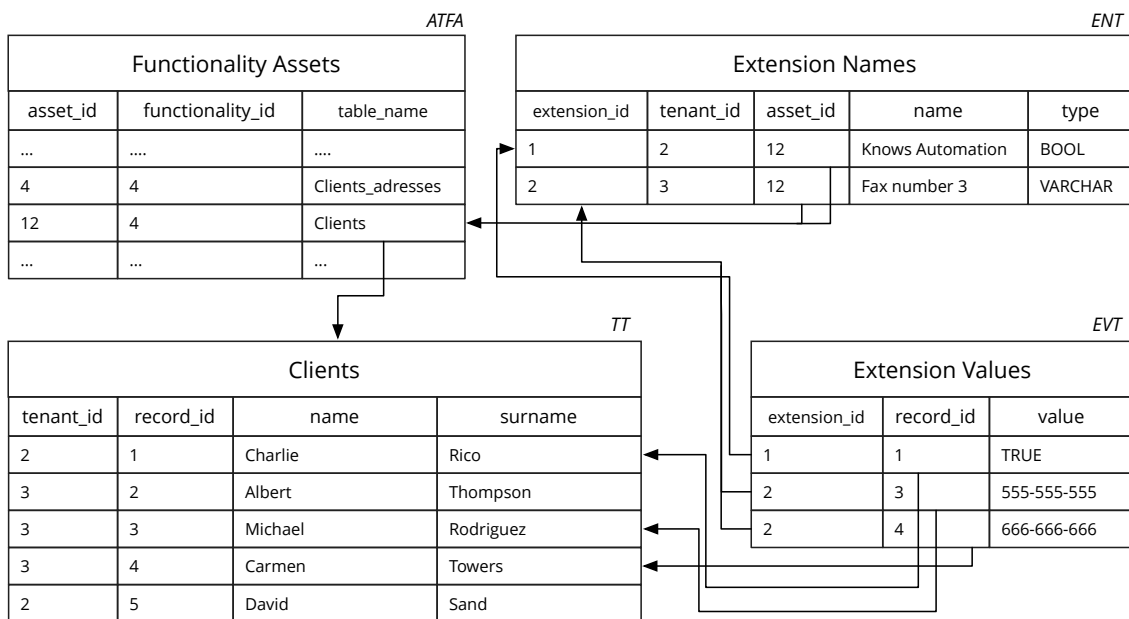 ATFA
Functionality Assets
asset_id functionality_id table_name
... .... ....
4 4 Clients_adresses
12 4 Clients
... ... ...
ENT
Extension Names
extension_id tenant_id asset_id name type
1 2 12 Knows Automation BOOL
2 3 12 Fax number 3 VARCHAR
TT
Clients
tenant_id record_id name surname
2 1 Charlie Rico
3 2 Albert Thompson
3 3 Michael Rodriguez
3 4 Carmen Towers
2 5 David Sand
EVT
Extension Values
extension_id record_id value
1 1 TRUE
2 3 555-555-555
2 4 666-666-666